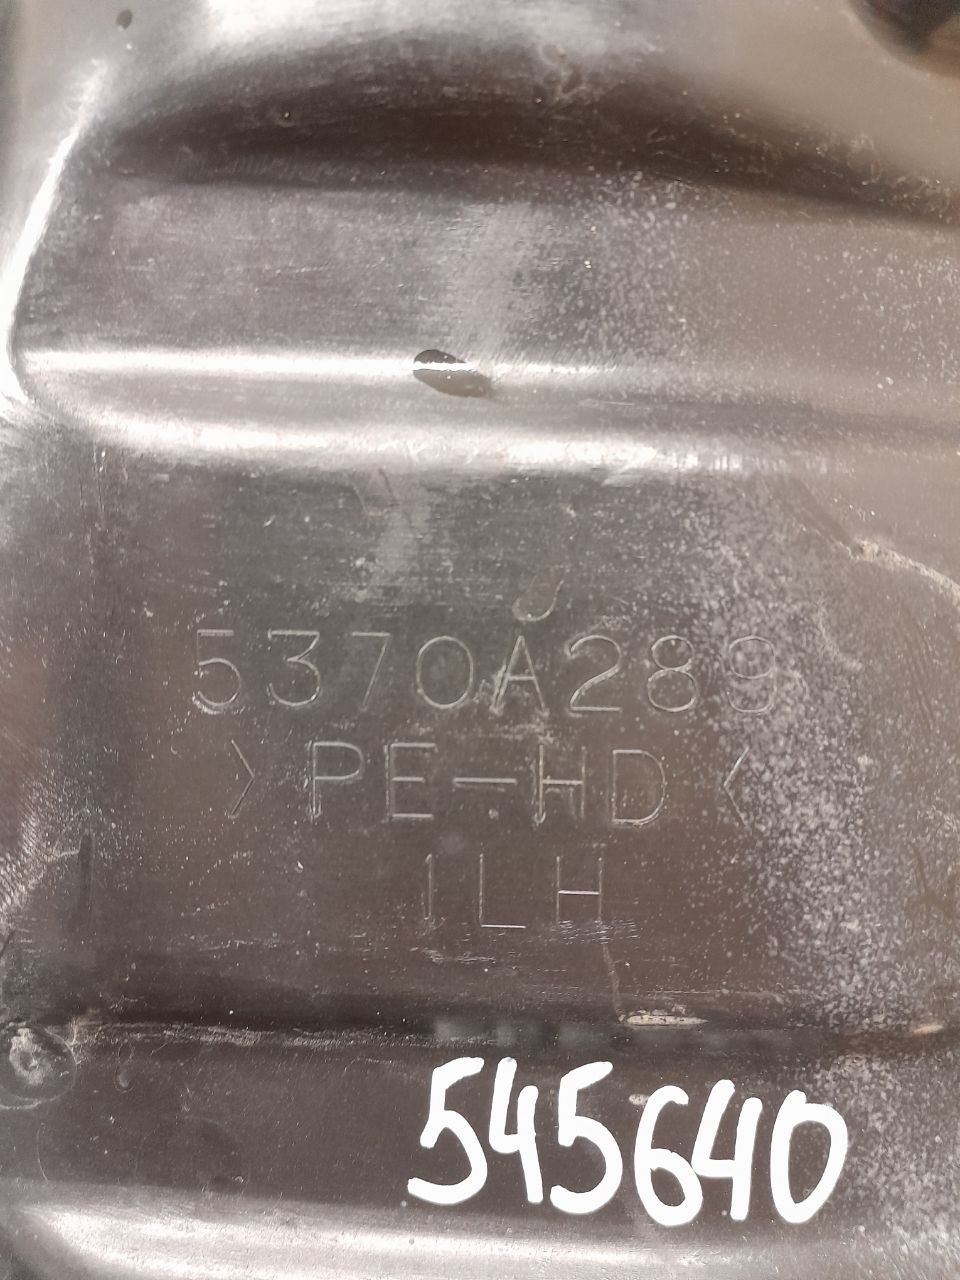 5370A289
>PE-HD<
1LH
545640